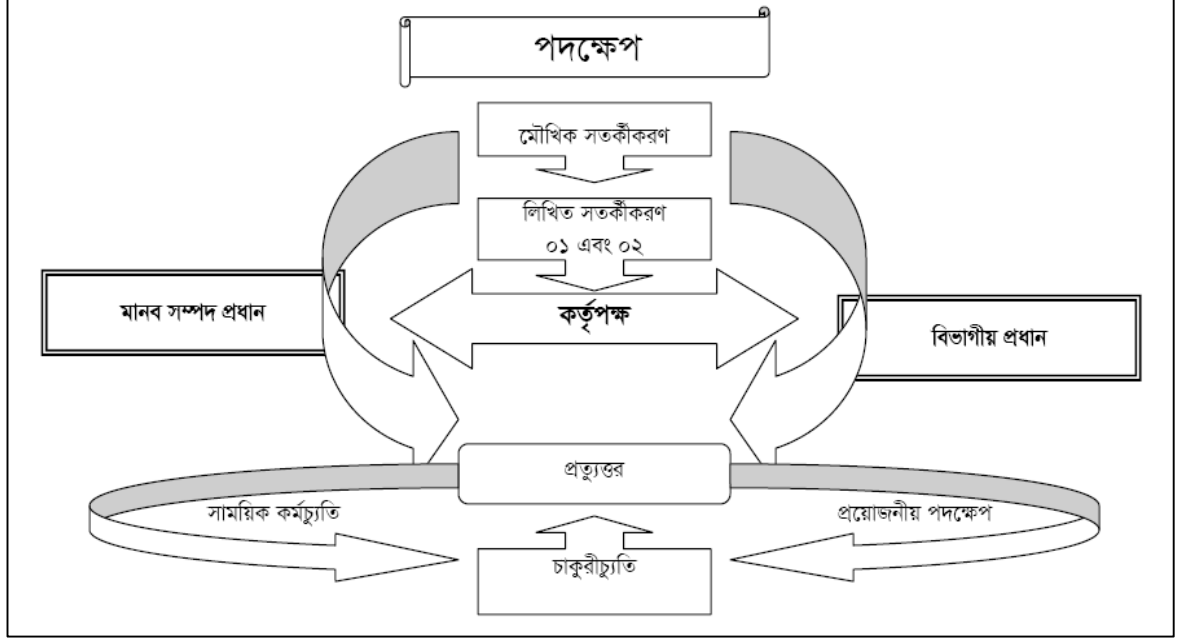 পদক্ষেপ
মৌখিক সতর্কীকরণ
লিখিত সতর্কীকরণ
০১ এবং ০২
মানব সম্পদ প্রধান
কর্তৃপক্ষ
বিভাগীয় প্রধান
প্রত্যুত্তর
সাময়িক কর্মচ্যুতি
প্রয়োজনীয় পদক্ষেপ
চাকুরীচ্যুতি